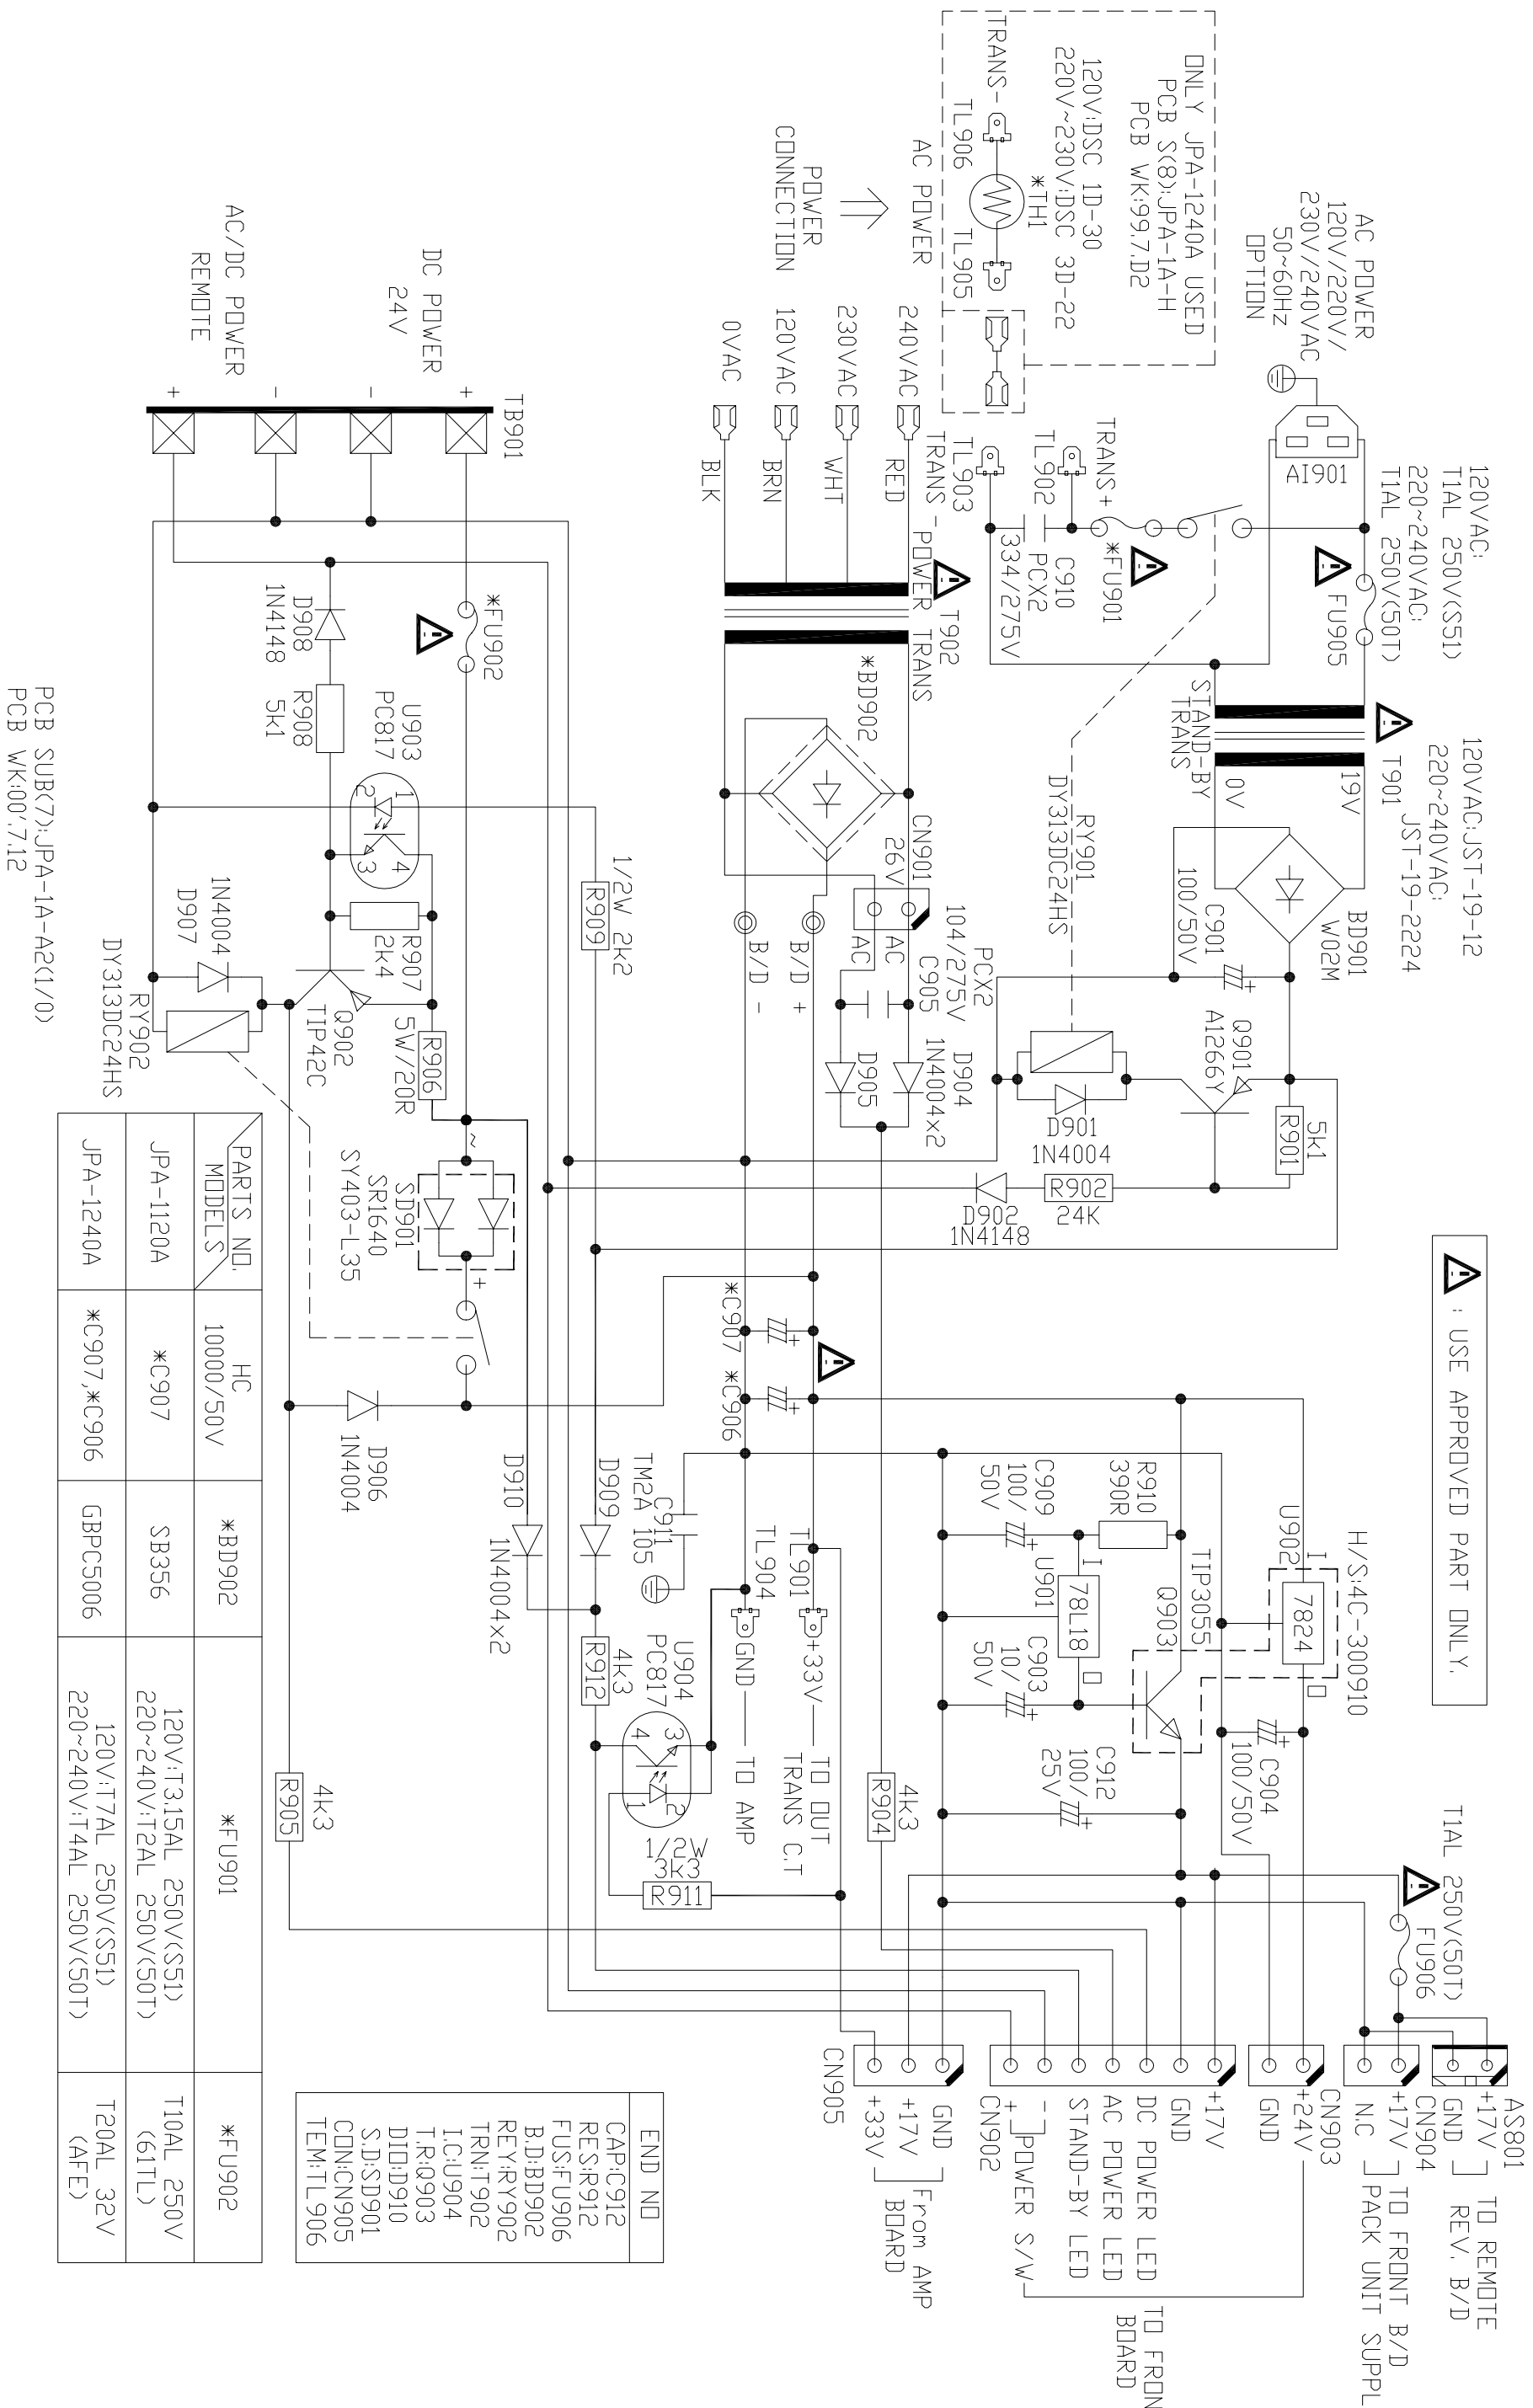 ONLY JPA-1240A USED
PCB S(8):JPA-1A-H
PCB WK:99.7.D2
120V:DSC 1D-30
220V~230V:DSC 3D-22
*TH1
TRANS-
TL906
TL905
AC POWER
120V/220V/
230V/240VAC
50~60Hz
OPTION
AI901
120VAC:
T1AL 250V(S51)
220~240VAC:
T1AL 250V(50T)
FU905
120VAC:JST-19-12
220~240VAC:
JST-19-2224
T901
STAND-BY
TRANS
19V
0V
BD901
W02M
C901
100/50V
Q901
A1266Y
5k1
R901
R902
24K
D902
1N4148
D901
1N4004
RY901
DY313DC24HS
*FU901
TRANS+
TL902
C910
PCX2
334/275V
TL903
TRANS -
POWER
CONNECTION
AC POWER
240VAC
230VAC
120VAC
0VAC
RED
WHT
BRN
BLK
T902
POWER TRANS
*BD902
CN901
26V
AC
AC
B/D +
B/D -
PCX2
104/275V
C905
D904
1N4004x2
D905
: USE APPROVED PART ONLY.
*C907
*C906
H/S:4C-300910
U902
I
7824
O
TIP3055
Q903
R910
390R
I
78L18
O
U901
C909
100/
50V
C903
10/
50V
C904
100/50V
C912
100/
25V
T1AL 250V(50T)
FU906
AS801
+17V
GND
TO REMOTE
REV. B/D
CN904
+17V
N.C
TO FRONT B/D
PACK UNIT SUPPL
CN903
+24V
GND
+17V
GND
DC POWER LED
AC POWER LED
STAND-BY LED
-
+
POWER S/W
CN902
TO FRON
BOARD
GND
+17V
+33V
CN905
From AMP
BOARD
4k3
R904
TL901
+33V
TO OUT
TRANS C.T
TL904
GND
TO AMP
C911
TM2A 105
U904
PC817
1
2
3
4
1/2W
3k3
R911
4k3
R912
D909
D910
1N4004x2
1/2W 2k2
R909
DC POWER
24V
AC/DC POWER
REMOTE
TB901
+
-
-
+
*FU902
D908
1N4148
R908
5k1
U903
PC817
1
2
3
4
R907
2k4
Q902
TIP42C
5W/20R
R906
1N4004
D907
RY902
DY313DC24HS
~
+
SD901
SR1640
SY403-L35
D906
1N4004
4k3
R905
PCB SUB(7):JPA-1A-A2(1/0)
PCB WK:00'.7.12
PARTS NO.
MODELS
HC
10000/50V
*BD902
*FU901
*FU902
JPA-1120A
*C907
SB356
120V:T3.15AL 250V(S51)
220~240V:T2AL 250V(50T)
T10AL 250V
(61TL)
JPA-1240A
*C907,*C906
GBPC5006
120V:T7AL 250V(S51)
220~240V:T4AL 250V(50T)
T20AL 32V
(AFE)
END NO
CAP:C912
RES:R912
FUS:FU906
B.D:BD902
REY:RY902
TRN:T902
I.C:U904
T.R:Q903
DIO:D910
S.D:SD901
CON:CN905
TEM:TL906